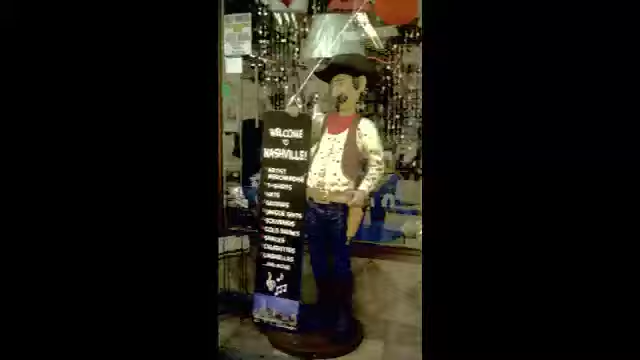 WELCOME
TO
NASHVILLE!
ARTIST
MERCHANDISE
T-SHIRTS
HATS
UNIQUE GIFTS
SOUVENIRS
COLD DRINKS
SNACKS
CIGARETTES
UMBRELLAS
...AND MORE!